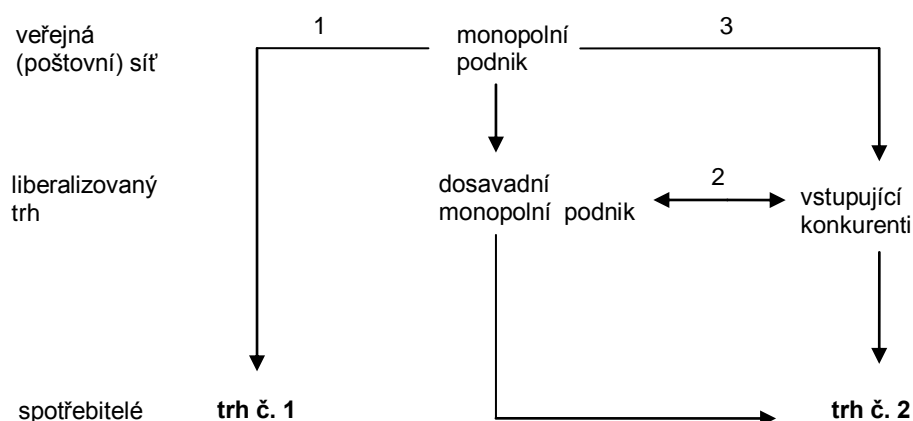 veřejná
(poštovní) síť
1
monopolní
podnik
3
liberalizovaný
trh
dosavadní
monopolní podnik
2
vstupující
konkurenti
spotřebitelé
trh č. 1
trh č. 2